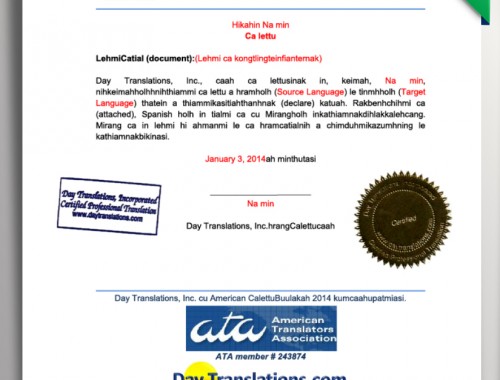 Hikahin Na min
Ca lettu
LehmiCatial (document):(Lehmi ca kongtlingteinfiantemak)
Day Translations, Inc., caah ca lettusinak in, keimah, Na min,
nihkeimahholhhnihthiammi ca lettu a hramholh (Source Language) le tinmhholh (Target
Language) thatein a thiammikasitiahthanhnak (declare) katuah. Rakbenhchihmi ca
(attached), Spanish holh in tialmi ca cu Mirangholh inkathiamnakdihlakkalehcang.
Mirang ca in lehmi hi ahmanmi le ca hramcatialnih a chimduhmikazumhning le
kathiamnakbikinasi.
January 3, 2014ah minthutasi
Na min
Day Translations, Inc.hrangCalettucaah
Day Translations, Incorporated
Certified Professional Translation
www.daytranslations.com
Certified
Day Translations, Inc. cu American CalettuBuulakah 2014 kumcaahupatmiasi.
ata American
Translators
Association
ATA member # 243874
Day Translations.com